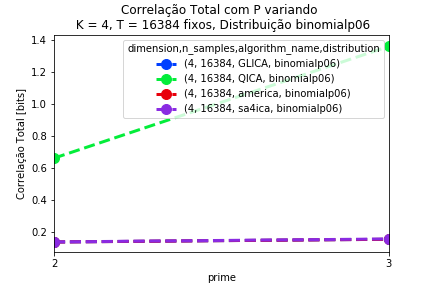 Correlação Total com P variando
K = 4, T = 16384 fixos, Distribuição binomialp06
dimension,n_samples,algorithm_name,distribution
(4, 16384, GLICA, binomialp06)
(4, 16384, QICA, binomialp06)
(4, 16384, america, binomialp06)
(4, 16384, sa4ica, binomialp06)
Correlação Total [bits]
1.4
1.2
1.0
0.8
0.6
0.4
0.2
2
3
prime